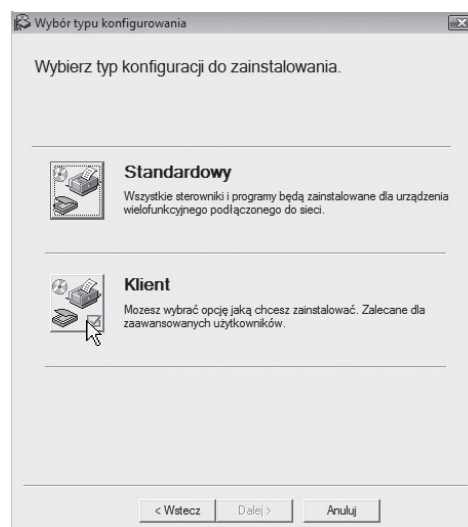 Wybór typu konfigurowania
Wybierz typ konfiguracji do zainstalowania.
Standardowy
Wszystkie sterowniki i programy będą zainstalowane dla urządzenia
wielofunkcyjnego podłączonego do sieci.
Klient
Mozesz wybrać opcję jaką chcesz zainstalować. Zalecane dla
zaawansowanych użytkowników.
< Wstecz Dalej > Anuluj